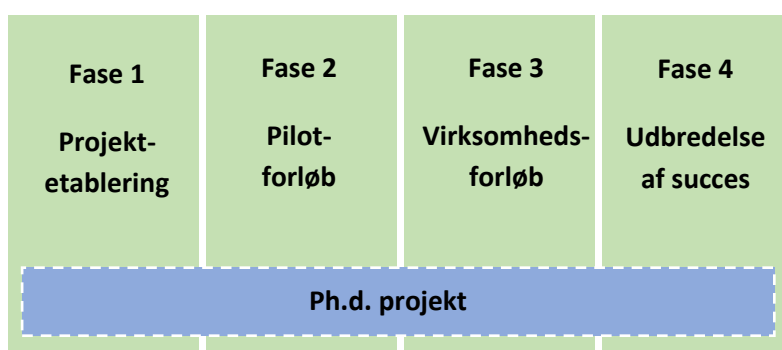 Fase 1
Projekt-
etablering
Fase 2
Pilot-
forløb
Fase 3
Virksomheds-
forløb
Fase 4
Udbredelse
af succes
Ph.d. projekt